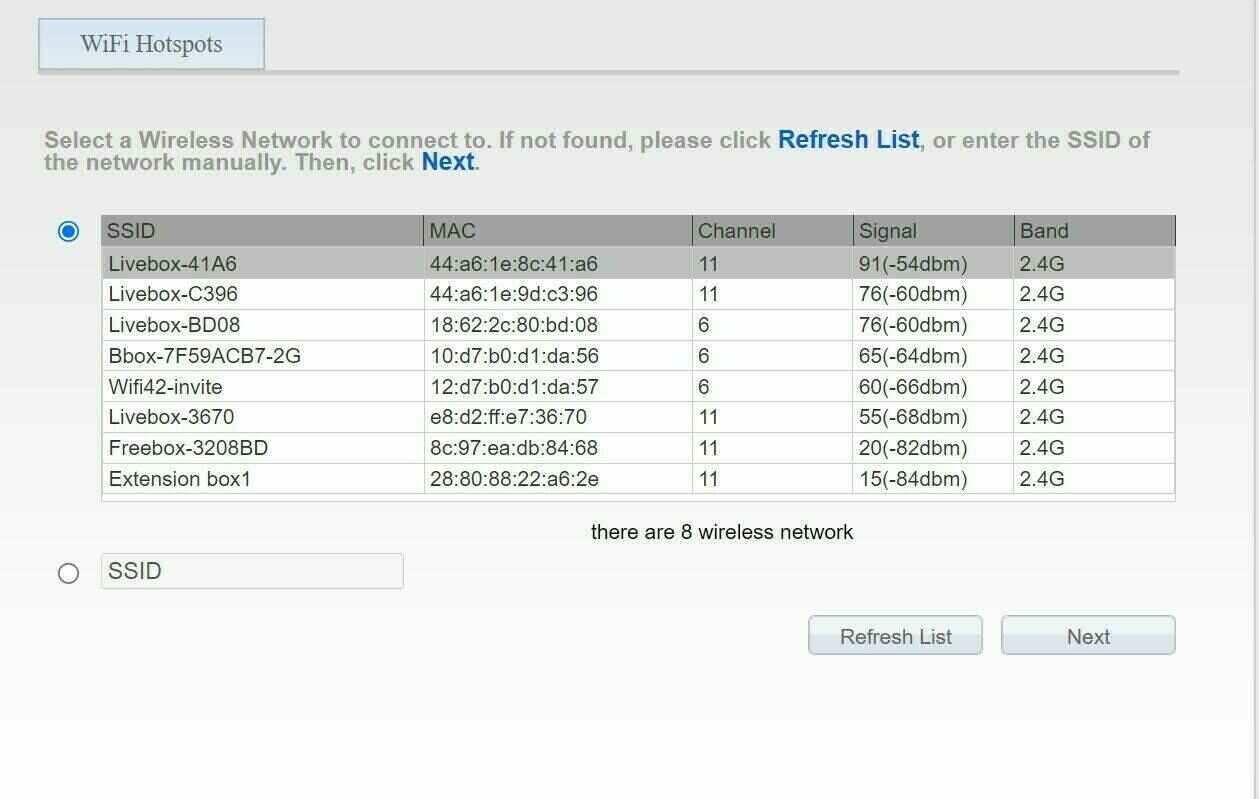 WiFi Hotspots
Select a Wireless Network to connect to. If not found, please click Refresh List, or enter the SSID of
the network manually. Then, click Next.
SSID MAC Channel Signal Band
Livebox-41A6 44:a6:1e:8c:41:a6 11 91(-54dbm) 2.4G
Livebox-C396 44:a6:1e:9d:c3:96 11 76(-60dbm) 2.4G
Livebox-BD08 18:62:2c:80:bd:08 6 76(-60dbm) 2.4G
Bbox-7F59ACB7-2G 10:d7:b0:d1:da:56 6 65(-64dbm) 2.4G
Wifi42-invite 12:d7:b0:d1:da:57 6 60(-66dbm) 2.4G
Livebox-3670 e8:d2:ff:e7:36:70 11 55(-68dbm) 2.4G
Freebox-3208BD 8c:97:ea:db:84:68 11 20(-82dbm) 2.4G
Extension box1 28:80:88:22:a6:2e 11 15(-84dbm) 2.4G
there are 8 wireless network
SSID
Refresh List Next